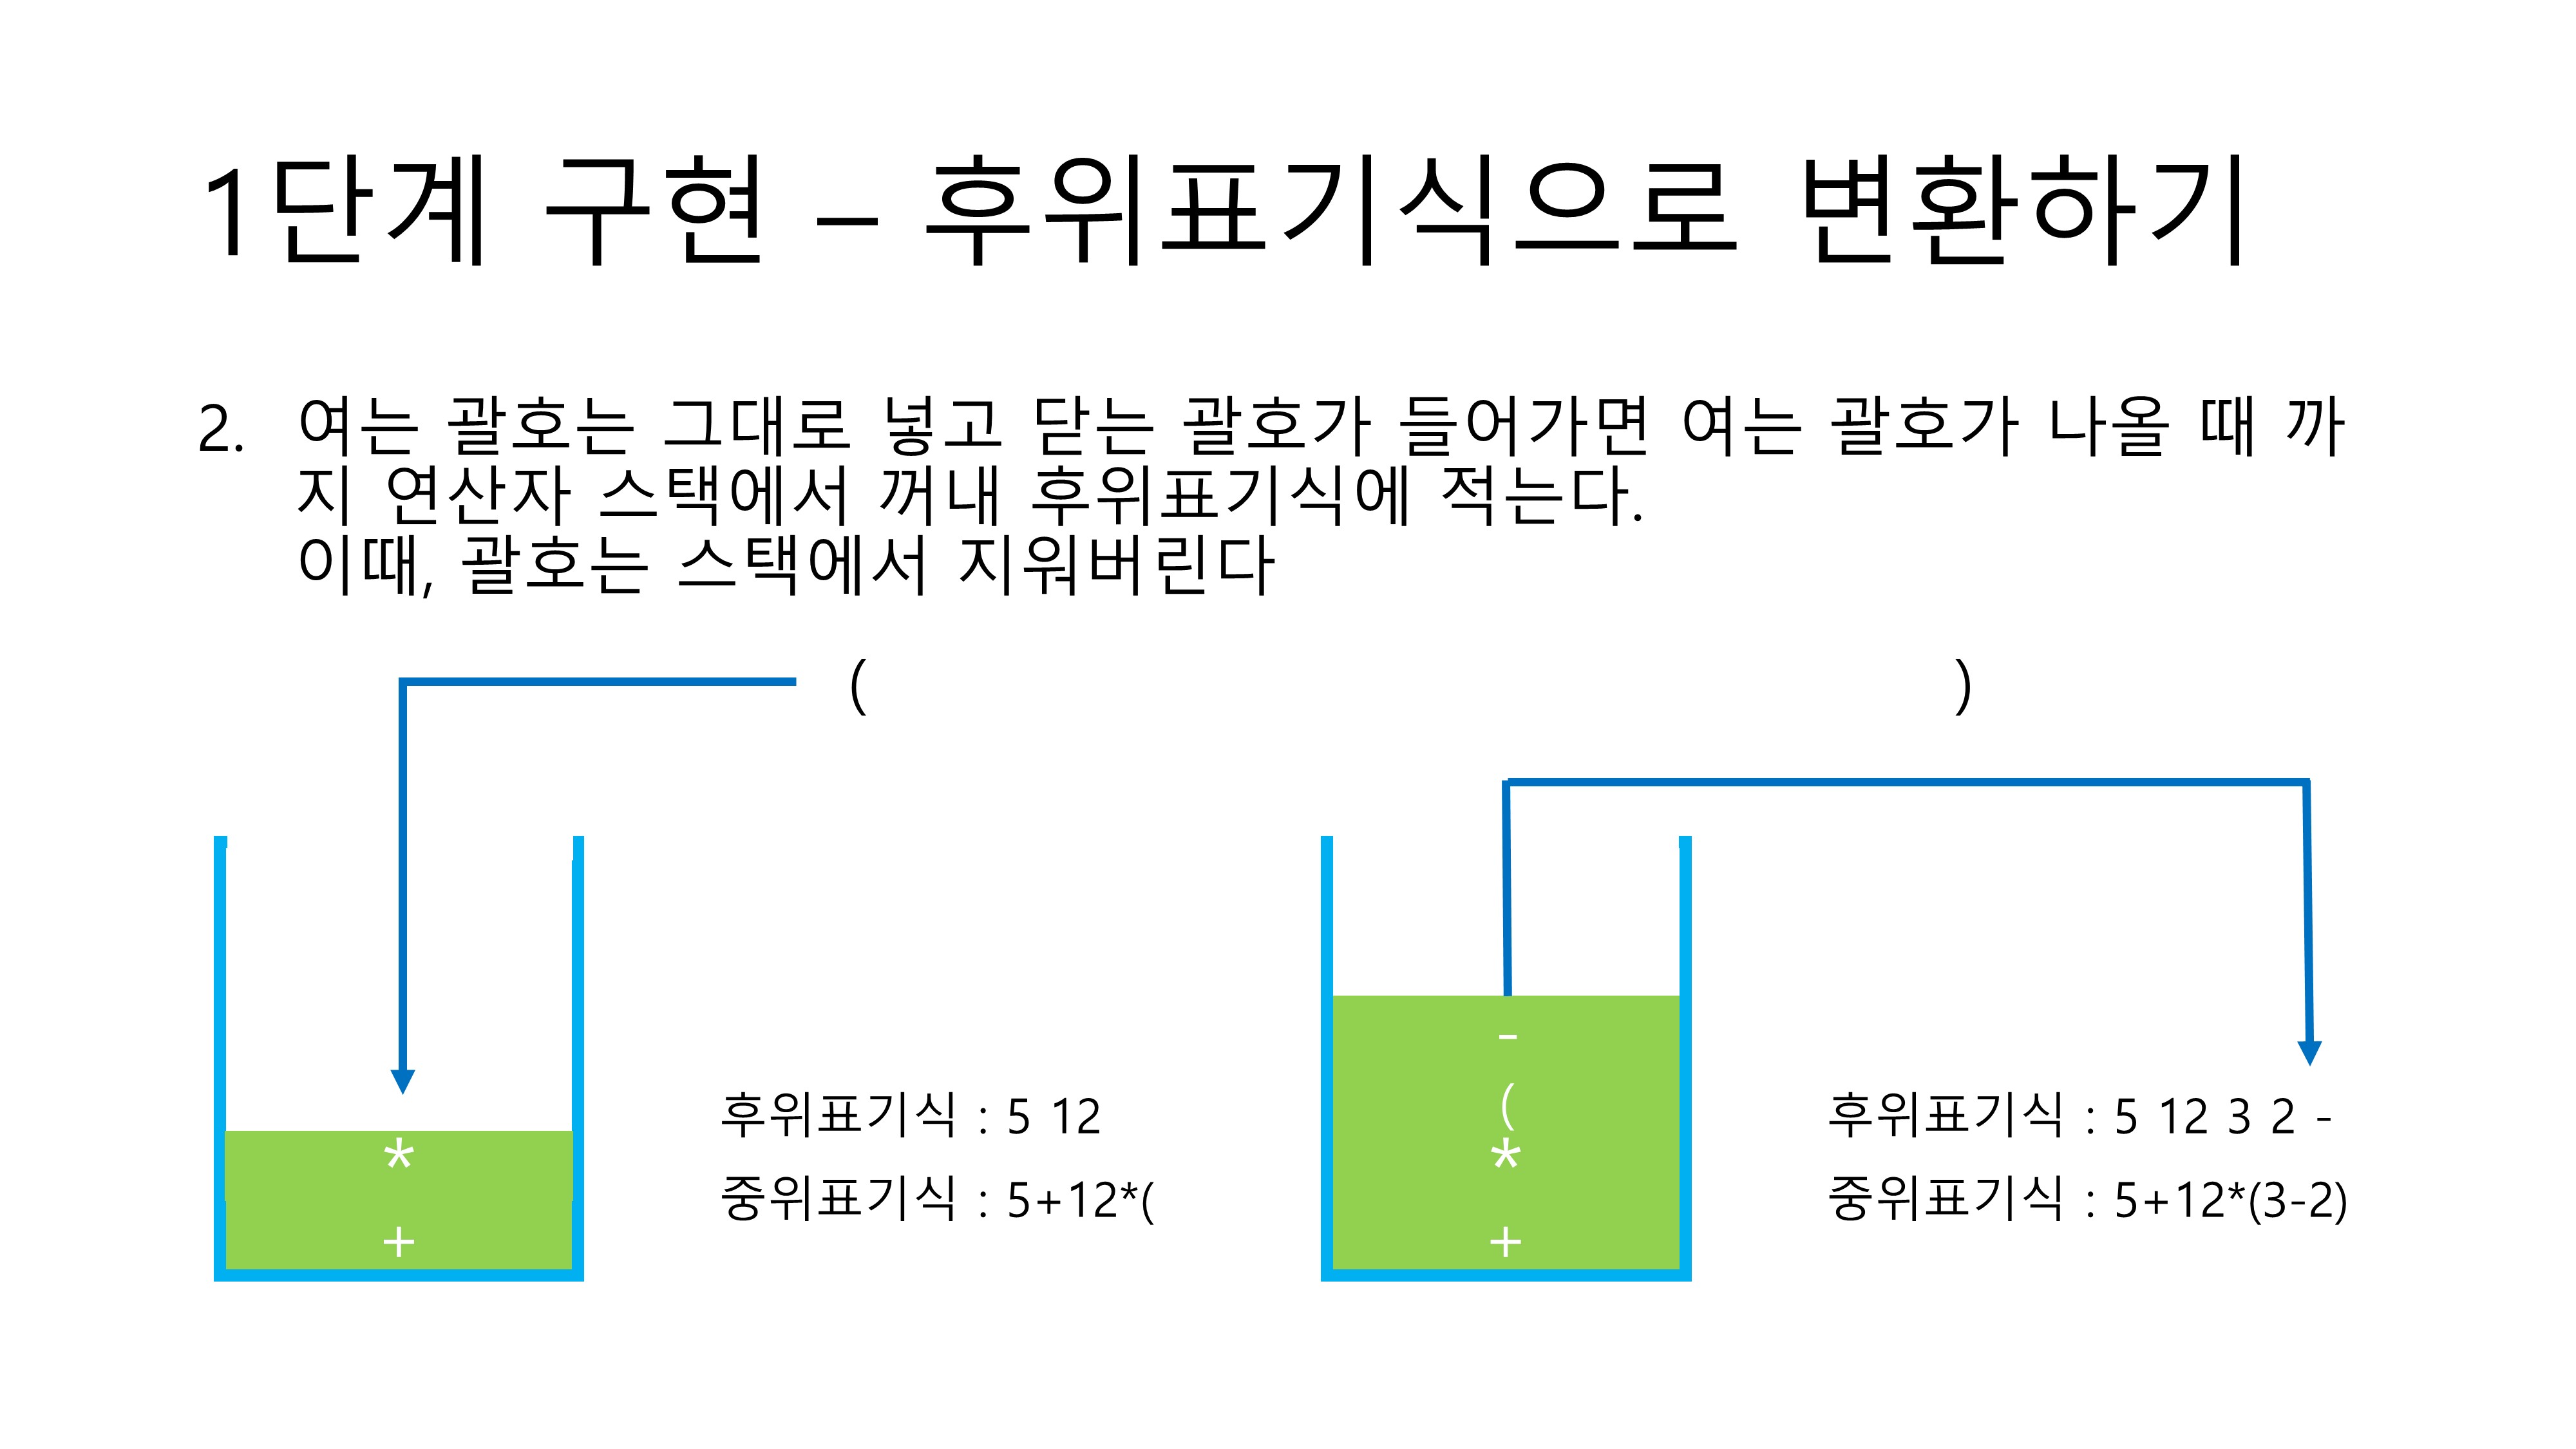 1단계 구현 – 후위표기식으로 변환하기
2. 여는 괄호는 그대로 넣고 닫는 괄호가 들어가면 여는 괄호가 나올 때 까
지 연산자 스택에서 꺼내 후위표기식에 적는다.
이때, 괄호는 스택에서 지워버린다
(
*
+
후위표기식 : 5 12
중위표기식 : 5+12*(
)
-
(
*
+
후위표기식 : 5 12 3 2 -
중위표기식 : 5+12*(3-2)